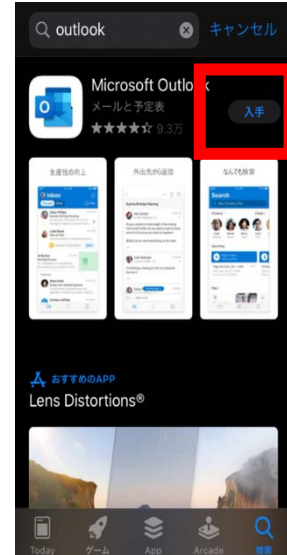 outlook
キャンセル
Microsoft Outlook
メールと予定表
入手
9.3万
生産性の向上
外出先から返信
なんでも検索
Inbox
Search
おすすめのAPP
Lens Distortions®
Today
ゲーム
App
Arcade
検索